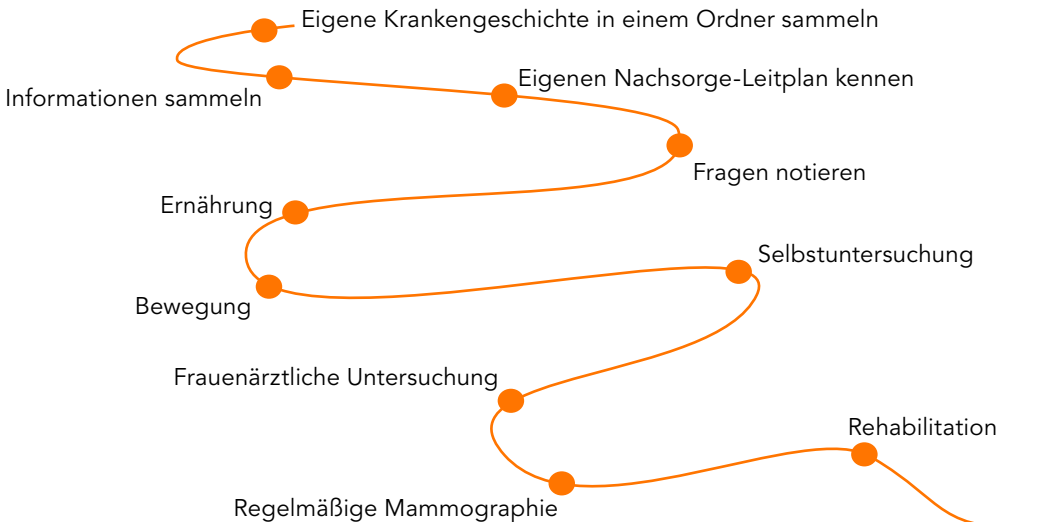 Eigene Krankengeschichte in einem Ordner sammeln
Informationen sammeln
Eigenen Nachsorge-Leitplan kennen
Fragen notieren
Ernährung
Bewegung
Selbstuntersuchung
Frauenärztliche Untersuchung
Regelmäßige Mammographie
Rehabilitation